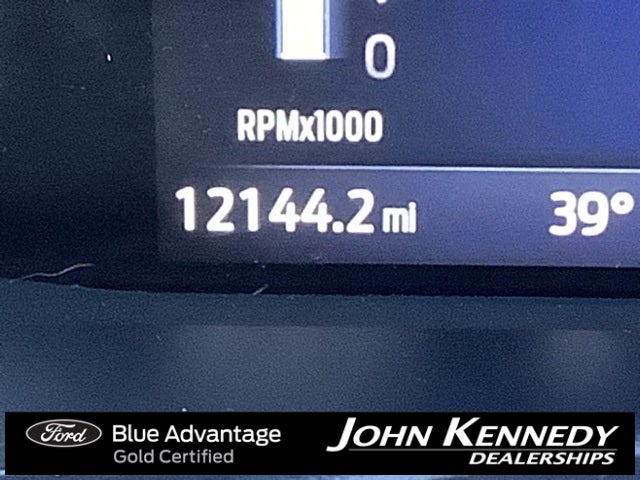 0
RPMx1000
12144.2 mi 39°
Ford Blue Advantage JOHN KENNEDY
Gold Certified DEALERSHIPS